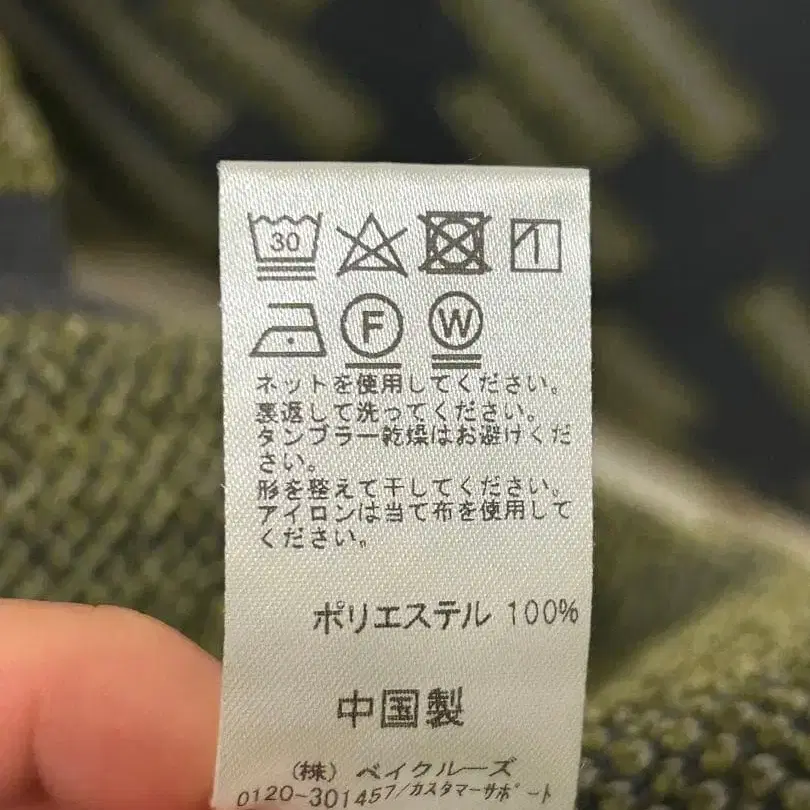 30
F W
ネットを使用してください。
裏返して洗ってください。
タンブラー乾燥はお避けくだ
さい。
形を整えて干してください。
アイロンは当て布を使用して
ください。
ポリエステル 100%
中国製
(株) ベイクルーズ
0120-301457/カスタマーサポート